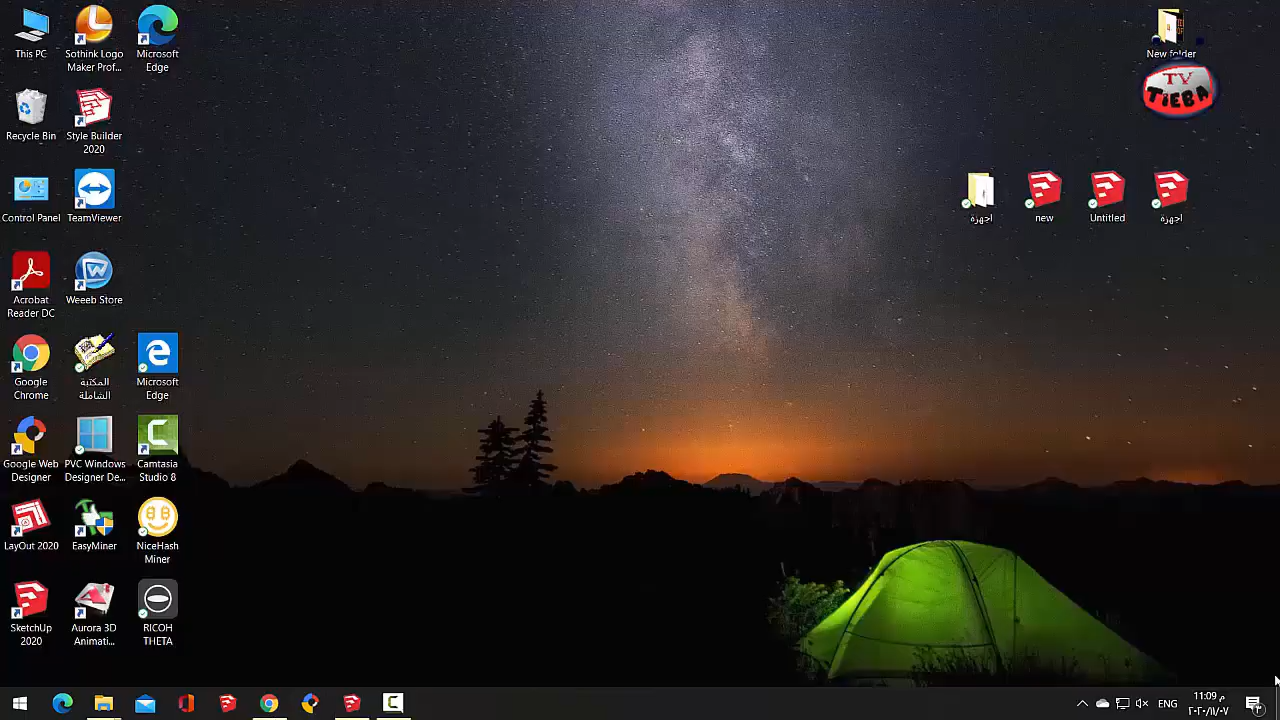 This PC
Sothink Logo
Maker Prof...
Microsoft
Edge
New folder
TV
TiEBA
Recycle Bin
Style Builder
2020
Control Panel
TeamViewer
اجهزة
new
Untitled
اجهزة
Acrobat
Reader DC
Weeeb Store
Google
Chrome
المكتبة
الشاملة
Microsoft
Edge
Google Web
Designer
PVC Windows
Designer De...
Camtasia
Studio 8
LayOut 2020
EasyMiner
NiceHash
Miner
SketchUp
2020
Aurora 3D
Animati...
RICOH
THETA
ENG
11:09 م